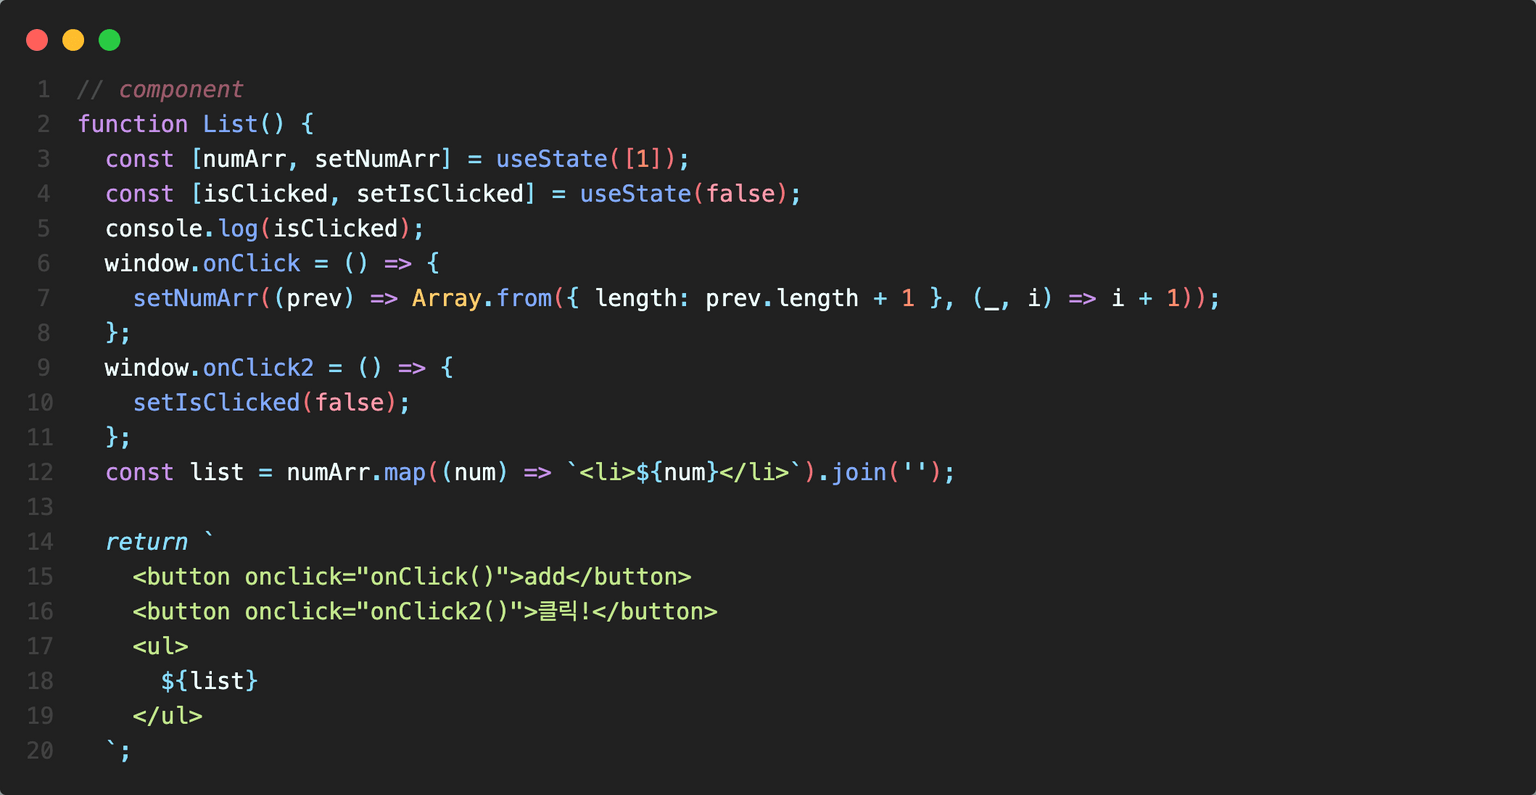 1 // component
2 function List() {
3   const [numArr, setNumArr] = useState([1]);
4   const [isClicked, setIsClicked] = useState(false);
5   console.log(isClicked);
6   window.onClick = () => {
7     setNumArr((prev) => Array.from({ length: prev.length + 1 }, (_, i) => i + 1));
8   };
9   window.onClick2 = () => {
10     setIsClicked(false);
11   };
12   const list = numArr.map((num) => `<li>${num}</li>`).join('');
13
14   return `
15     <button onclick="onClick()">add</button>
16     <button onclick="onClick2()">클릭!</button>
17     <ul>
18       ${list}
19     </ul>
20   `;